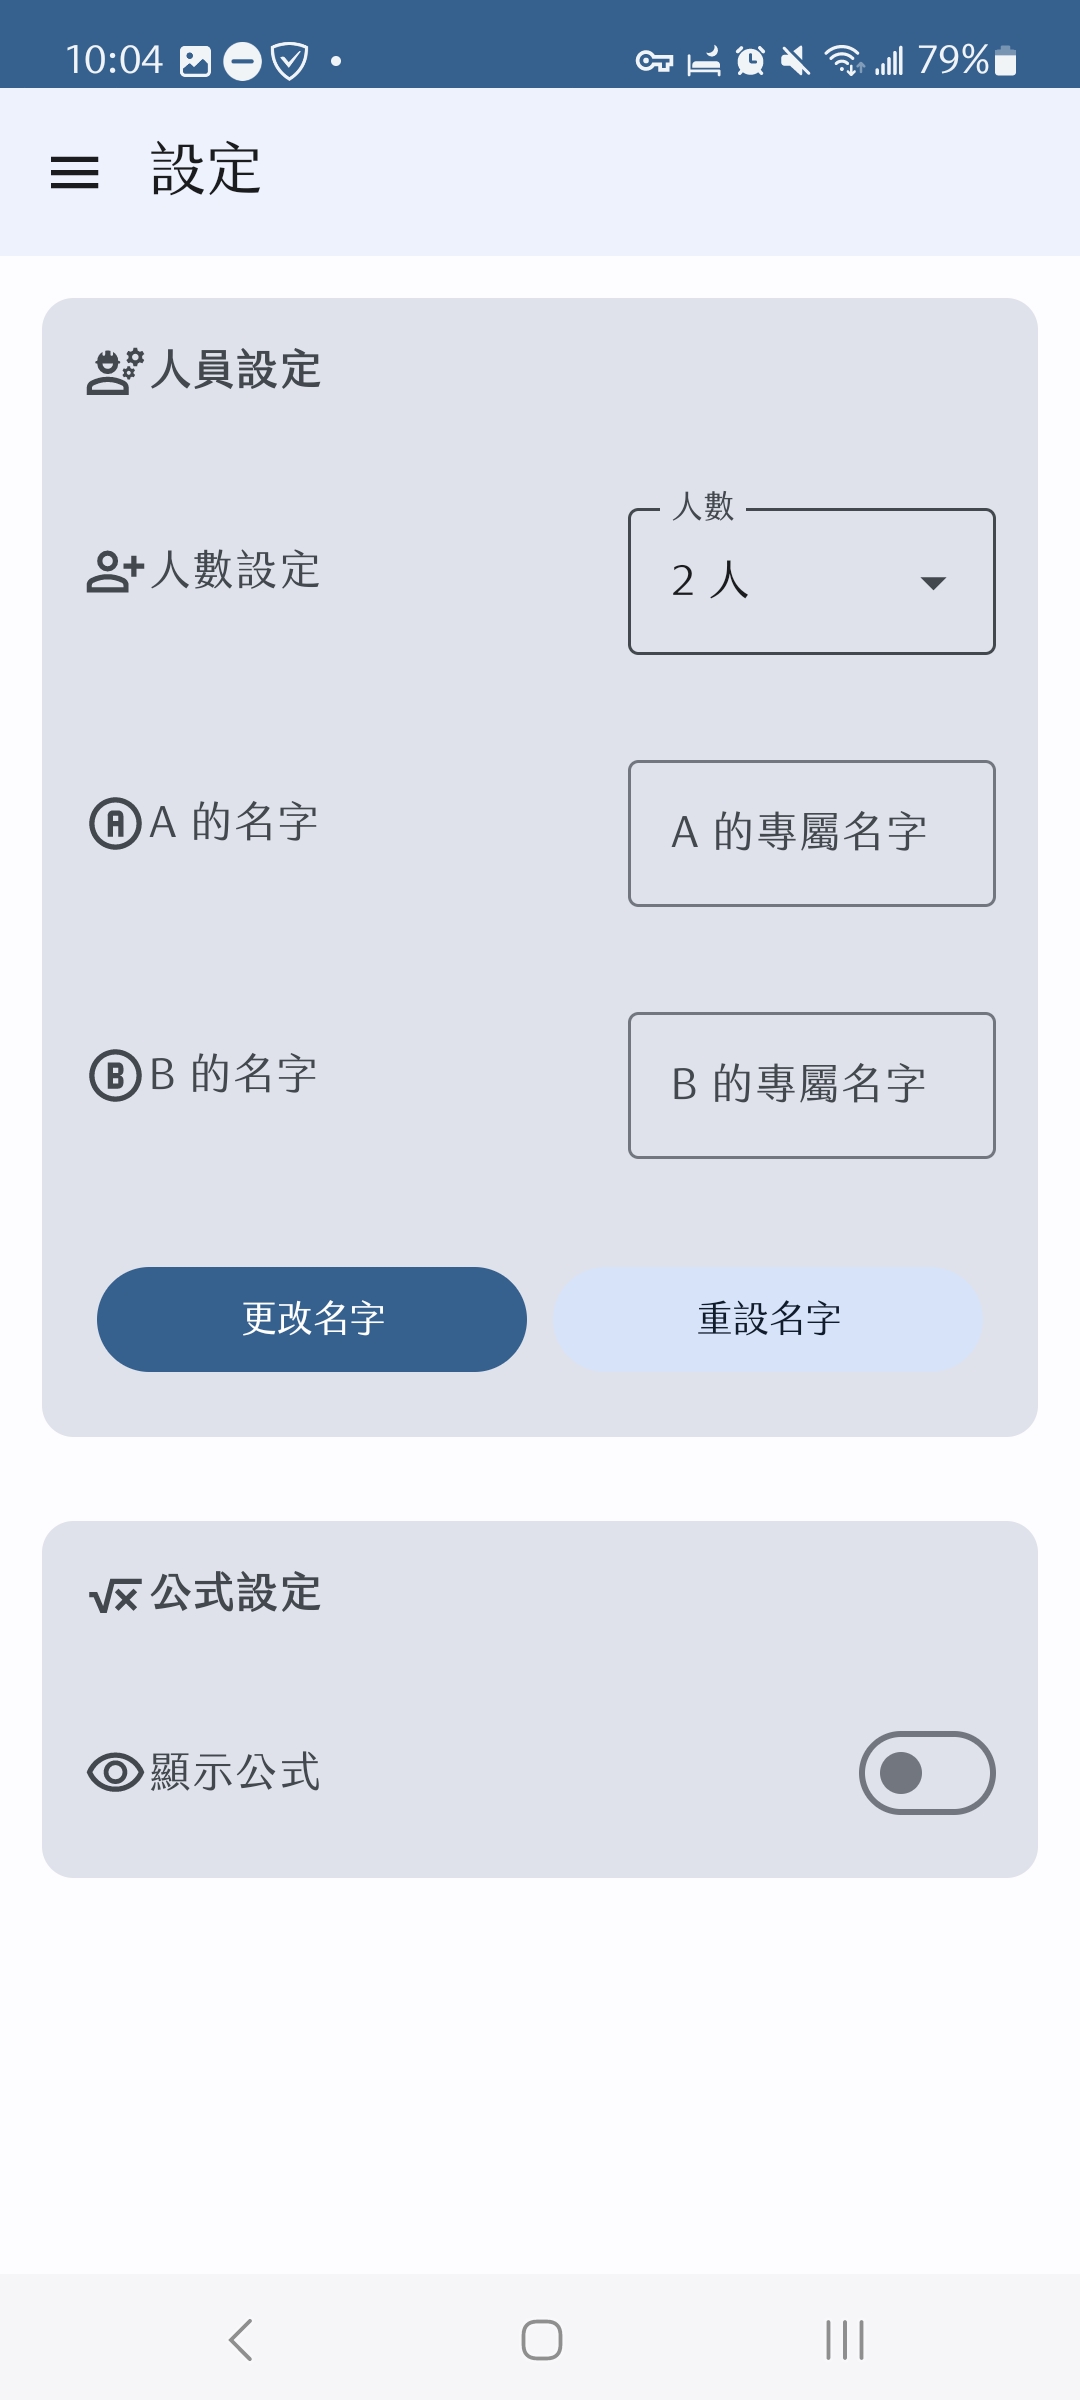 10:04 79%
設定
人員設定
人數
人數設定 2 人
A 的名字 A 的專屬名字
B 的名字 B 的專屬名字
更改名字 重設名字
公式設定
顯示公式